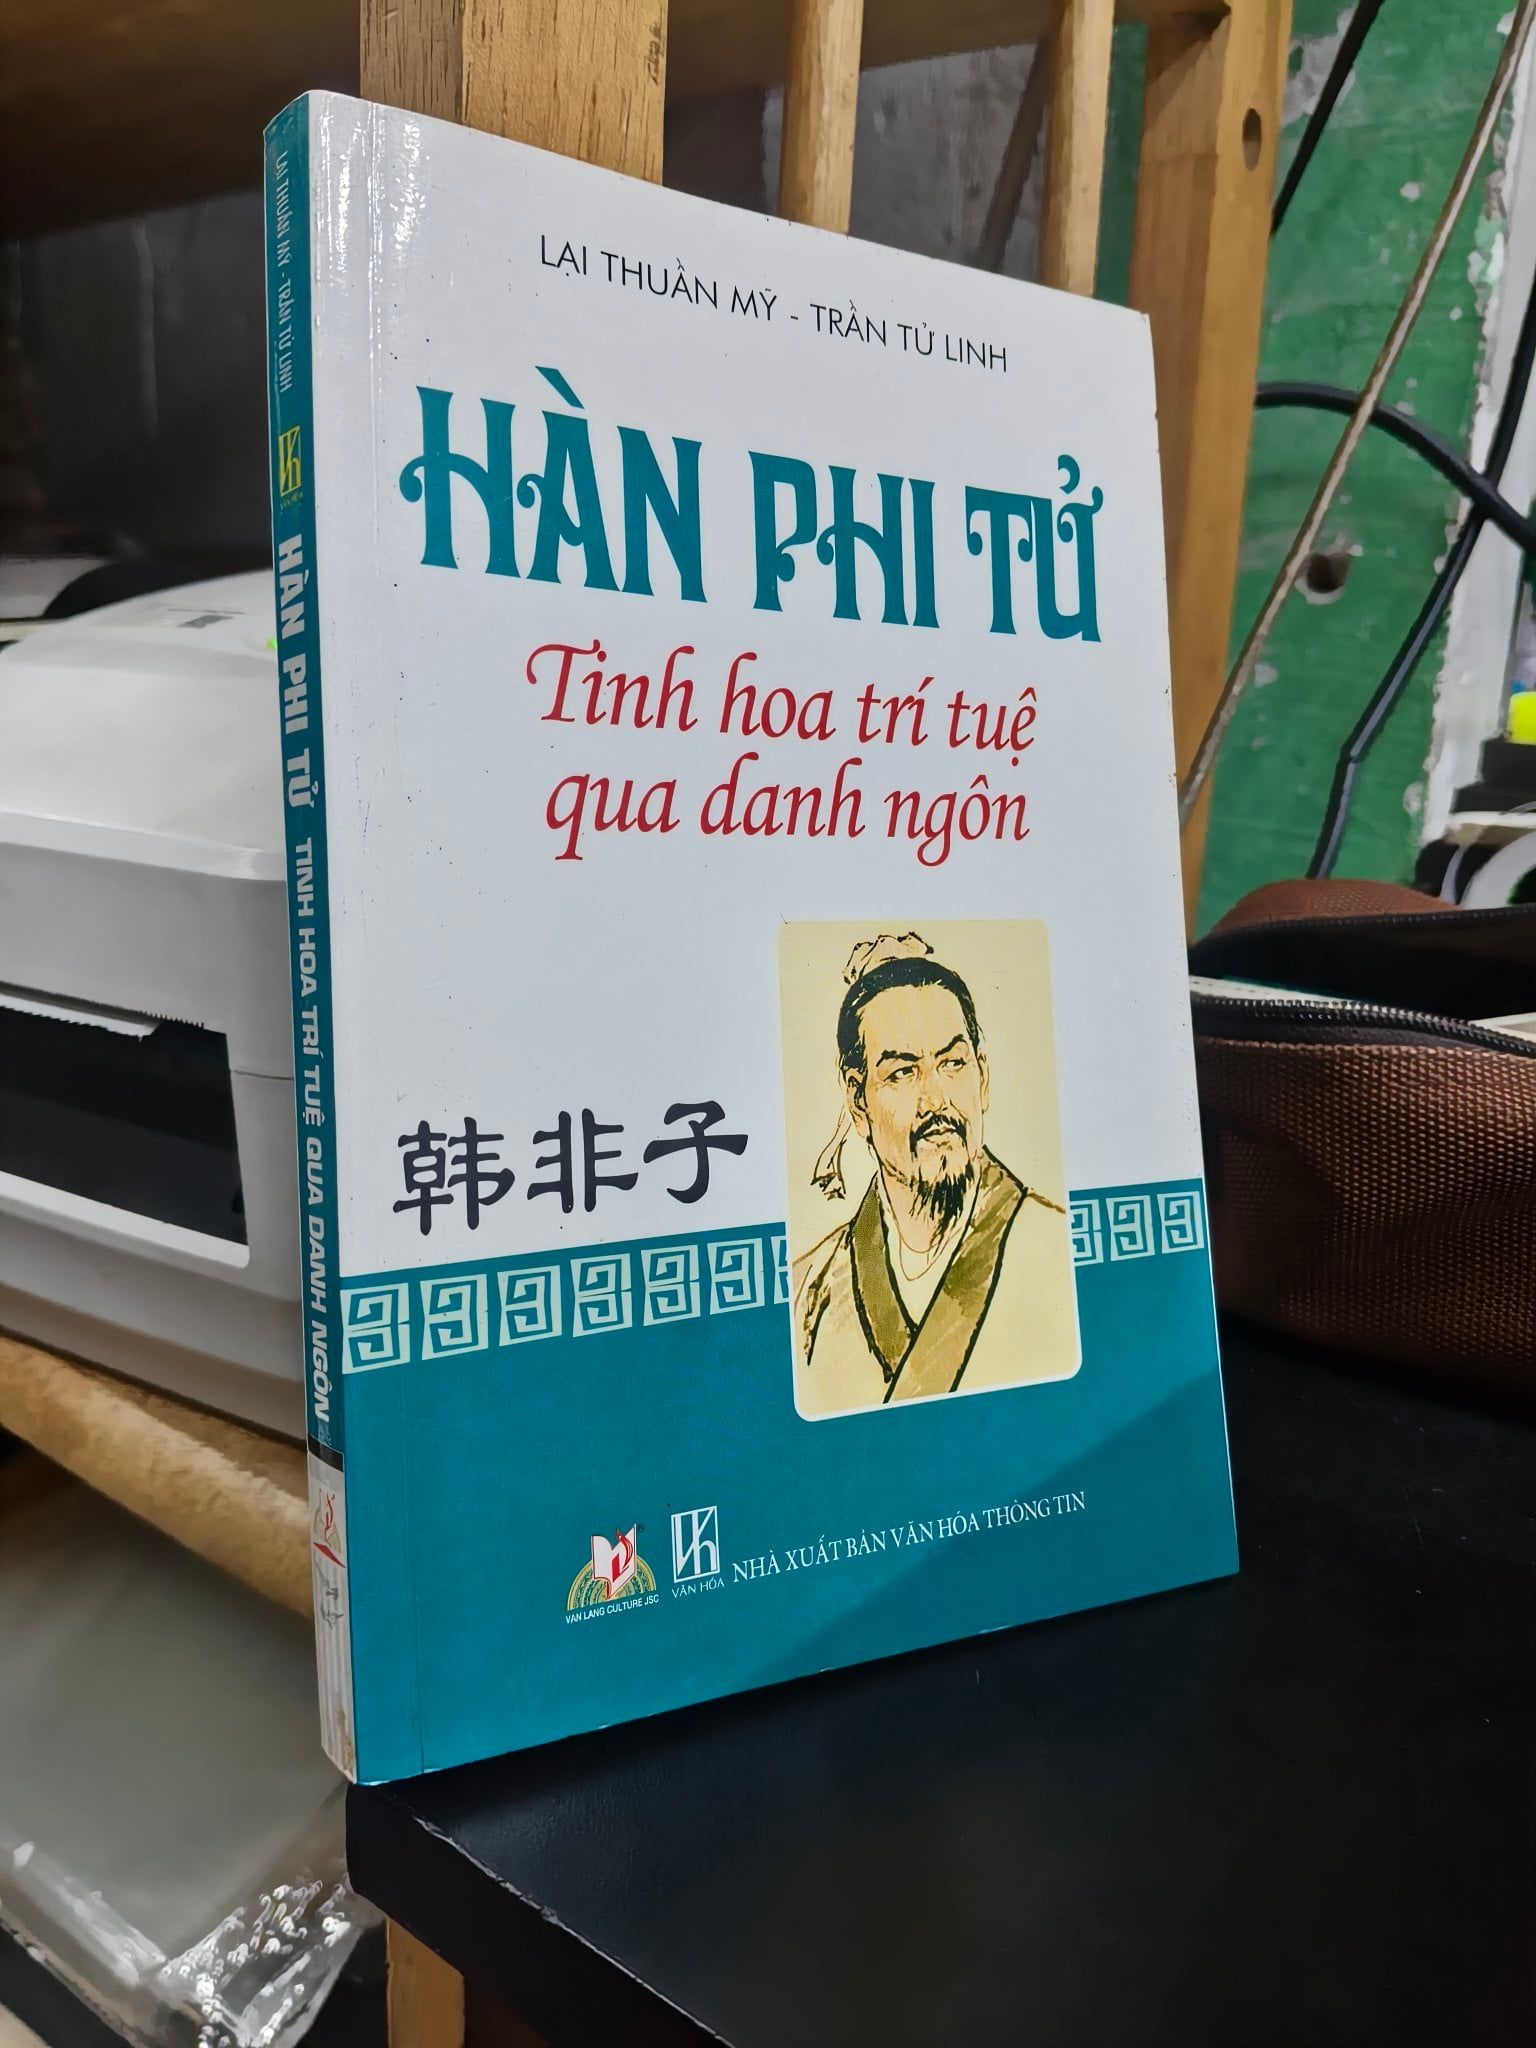 LẠI THUẦN MỸ - TRẦN TỬ LINH
HÀN PHI TỬ
Tinh hoa trí tuệ
qua danh ngôn
韩非子
VAN LANG CULTURE JSC
VĂN HÓA
NHÀ XUẤT BẢN VĂN HÓA THÔNG TIN
LẠI THUẦN MỸ - TRẦN TỬ LINH
VĂN HÓA
HÀN PHI TỬ TINH HOA TRÍ TUỆ QUA DANH NGÔN